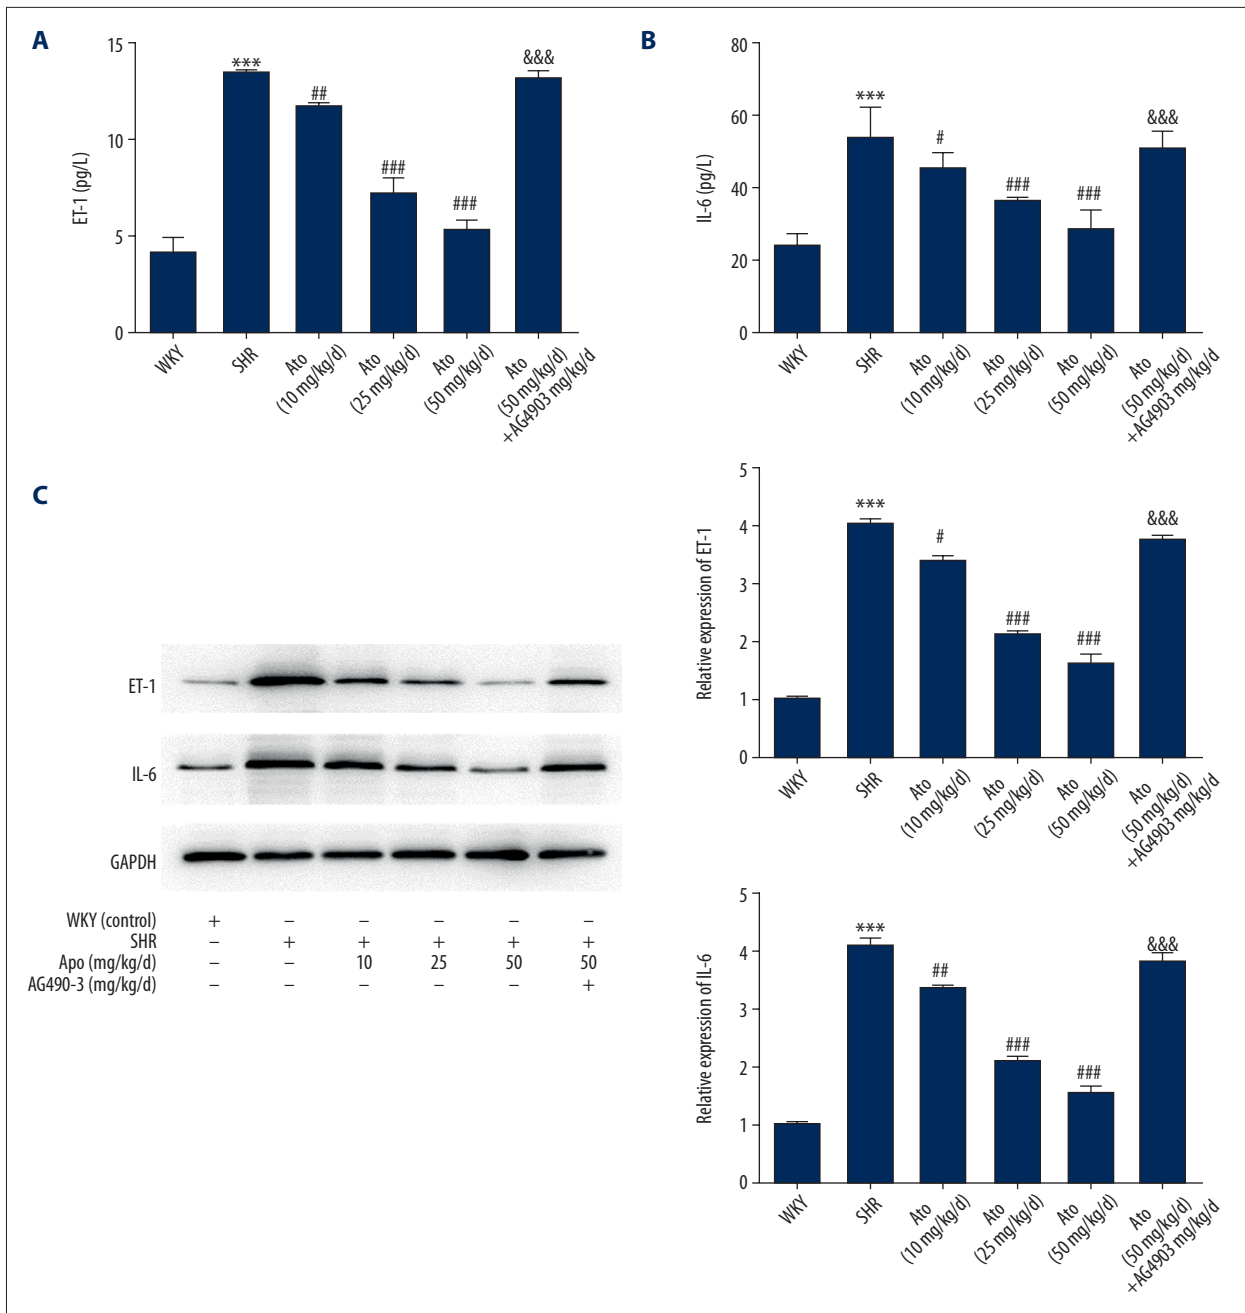 A
15
10
5
0
ET-1 (pg/L)
***
##
###
###
&&&
WKY
SHR
Ato
(10 mg/kg/d)
Ato
(25 mg/kg/d)
Ato
(50 mg/kg/d)
Ato
(50 mg/kg/d)
+AG4903 mg/kg/d
B
80
60
40
20
0
IL-6 (pg/L)
***
#
###
###
&&&
WKY
SHR
Ato
(10 mg/kg/d)
Ato
(25 mg/kg/d)
Ato
(50 mg/kg/d)
Ato
(50 mg/kg/d)
+AG4903 mg/kg/d
C
ET-1
IL-6
GAPDH
WKY (control) + – – – – –
SHR – + + + + +
Apo (mg/kg/d) – – 10 25 50 50
AG490-3 (mg/kg/d) – – – – – +
5
4
3
2
1
0
Relative expression of ET-1
***
#
###
###
&&&
WKY
SHR
Ato
(10 mg/kg/d)
Ato
(25 mg/kg/d)
Ato
(50 mg/kg/d)
Ato
(50 mg/kg/d)
+AG4903 mg/kg/d
5
4
3
2
1
0
Relative expression of IL-6
***
##
###
###
&&&
WKY
SHR
Ato
(10 mg/kg/d)
Ato
(25 mg/kg/d)
Ato
(50 mg/kg/d)
Ato
(50 mg/kg/d)
+AG4903 mg/kg/d